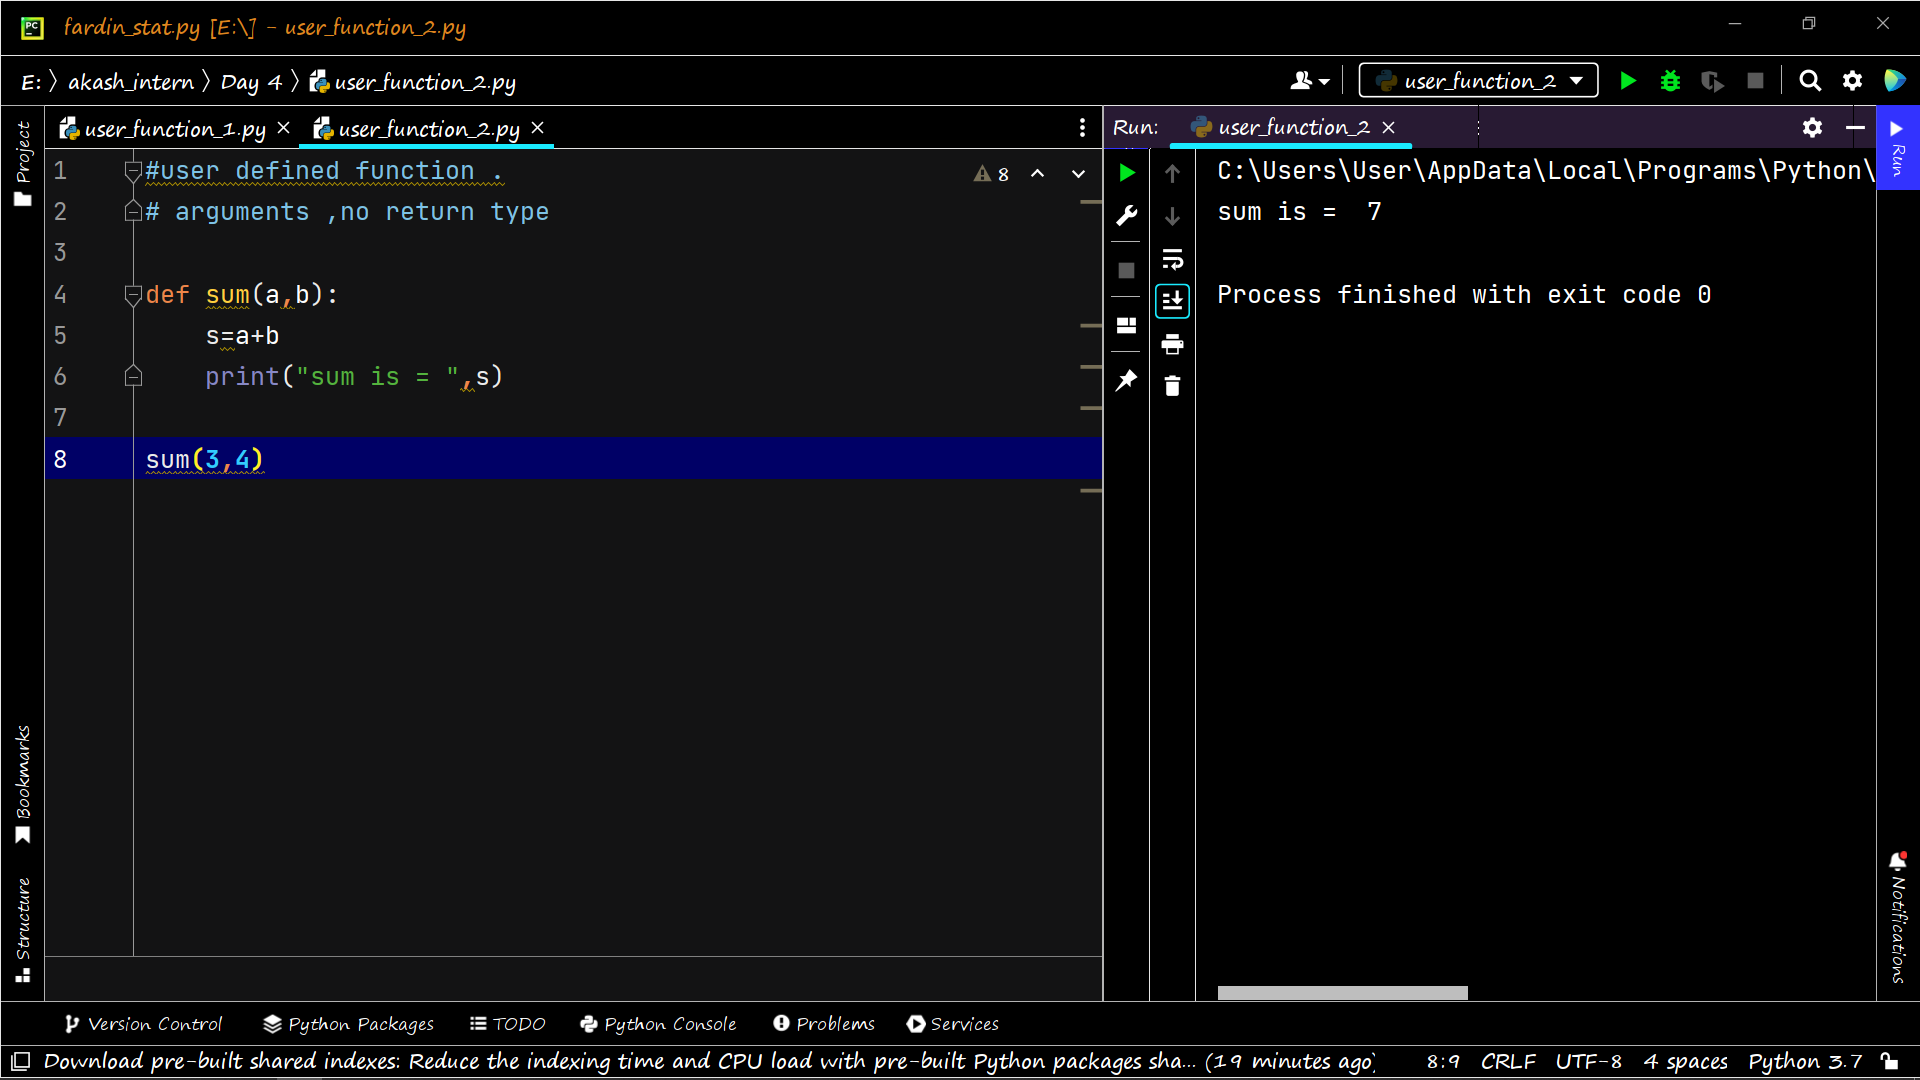 fardin_stat.py [E:\] - user_function_2.py
E: akash_intern Day 4 user_function_2.py
user_function_2
Project
user_function_1.py
user_function_2.py
8
1 #user defined function .
2 # arguments ,no return type
3
4 def sum(a,b):
5 s=a+b
6 print("sum is = ",s)
7
8 sum(3,4)
Run: user_function_2
C:\Users\User\AppData\Local\Programs\Python\
sum is =  7
Process finished with exit code 0
Run
Bookmarks
Structure
Notifications
Version Control Python Packages TODO Python Console Problems Services
Download pre-built shared indexes: Reduce the indexing time and CPU load with pre-built Python packages sha... (19 minutes ago) 8:9 CRLF UTF-8 4 spaces Python 3.7